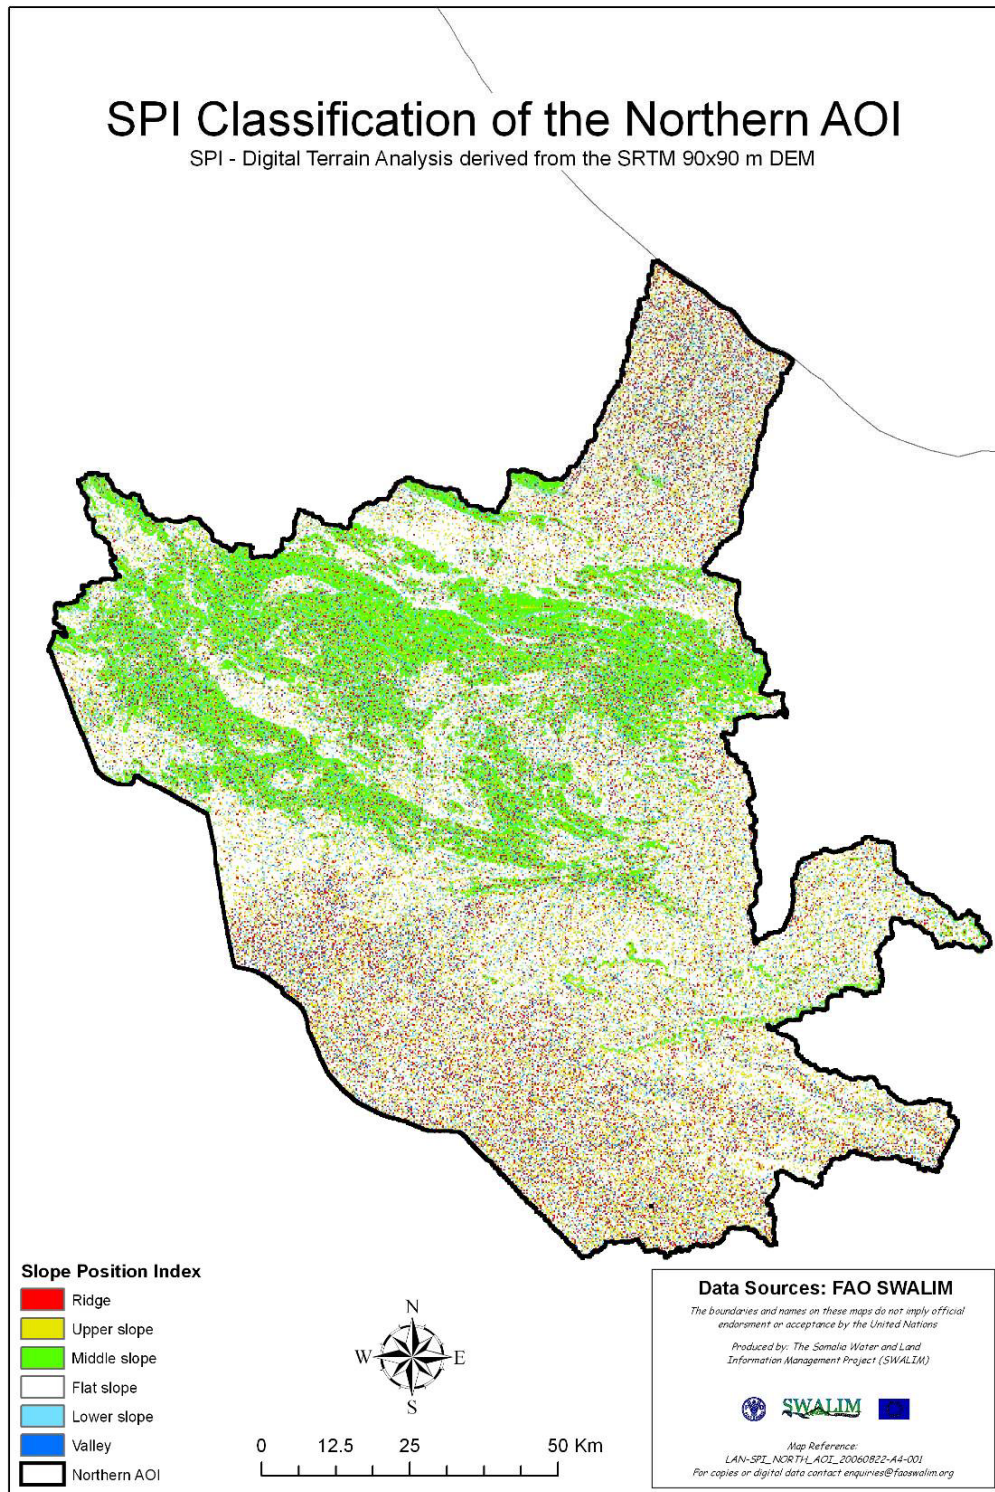 SPI Classification of the Northern AOI
SPI - Digital Terrain Analysis derived from the SRTM 90x90 m DEM
Slope Position Index
Ridge
Upper slope
Middle slope
Flat slope
Lower slope
Valley
Northern AOI
N
W E
S
0 12.5 25 50 Km
Data Sources: FAO SWALIM
The boundaries and names on these maps do not imply official
endorsment or acceptance by the United Nations
Produced by: The Somalia Water and Land
Information Management Project (SWALIM)
SWALIM
Map Reference:
LAN-SPI_NORTH_AOI_20060822-A4-001
For copies or digital data contact enquiries@faoswalim.org